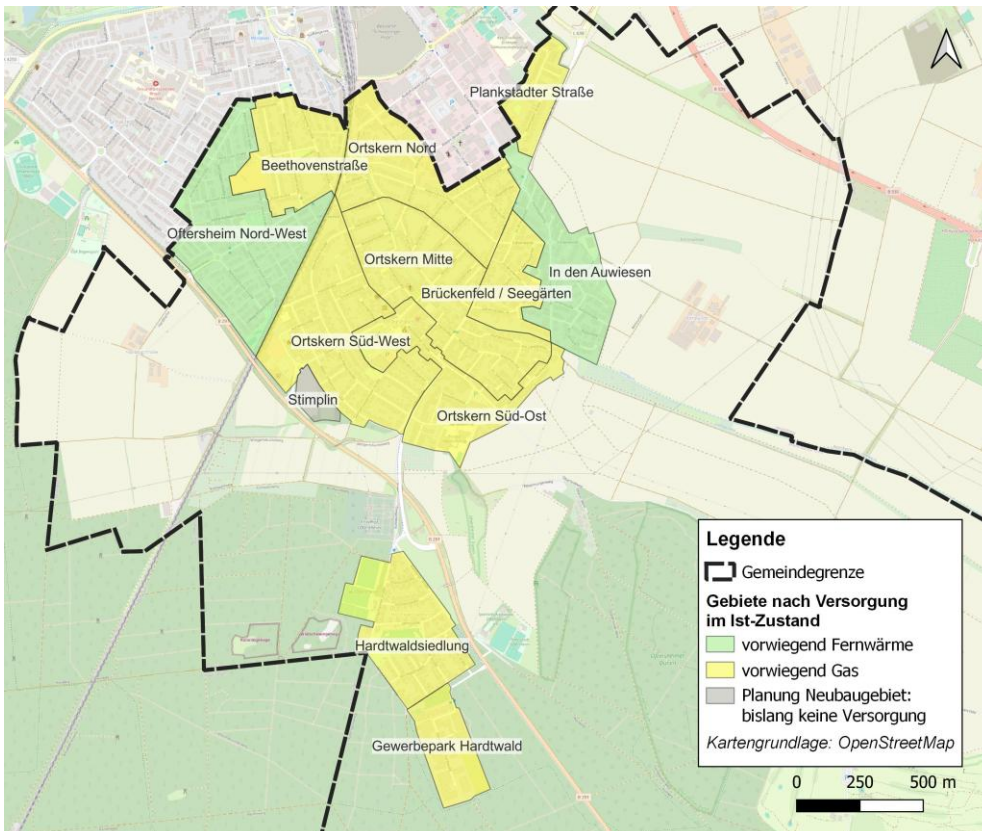 Plankstadter Straße
Ortskern Nord
Beethovenstraße
Oftersheim Nord-West
Ortskern Mitte
In den Auwiesen
Brückenfeld / Seegärten
Ortskern Süd-West
Stimplin
Ortskern Süd-Ost
Hardtwaldsiedlung
Gewerbepark Hardtwald
Legende
Gemeindegrenze
Gebiete nach Versorgung
im Ist-Zustand
vorwiegend Fernwärme
vorwiegend Gas
Planung Neubaugebiet:
bislang keine Versorgung
Kartengrundlage: OpenStreetMap
0 250 500 m